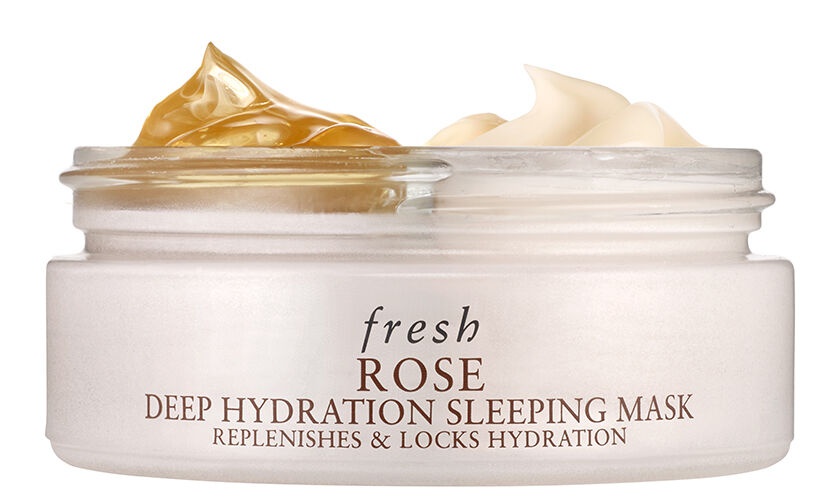 fresh
ROSE
DEEP HYDRATION SLEEPING MASK
REPLENISHES & LOCKS HYDRATION